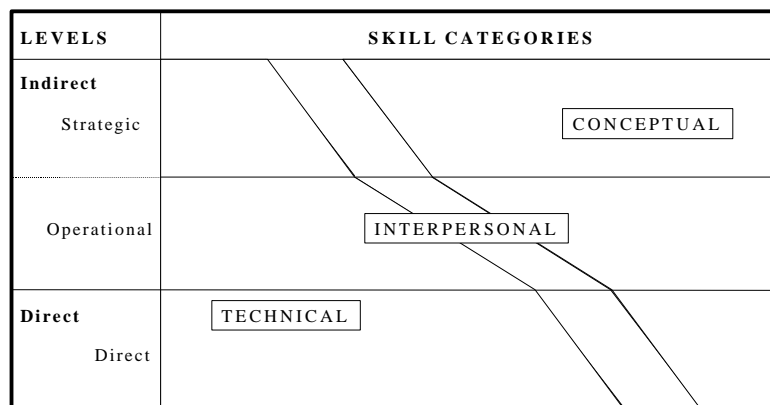 LEVELS
SKILL CATEGORIES
Indirect
Strategic
CONCEPTUAL
Operational
INTERPERSONAL
Direct
TECHNICAL
Direct